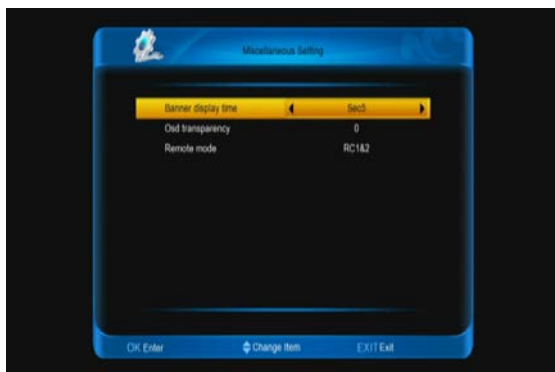 Miscellaneous Setting
Banner display time Sec5
Osd transparency 0
Remote mode RC1&2
OK Enter Change Item EXIT Exit